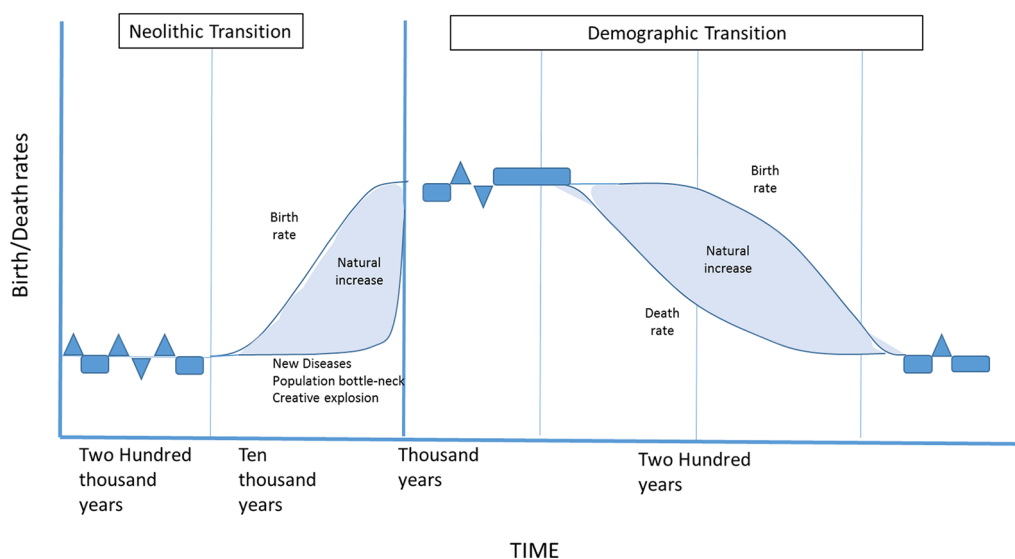 Neolithic Transition
Demographic Transition
Birth/Death rates
Birth
rate
Natural
increase
New Diseases
Population bottle-neck
Creative explosion
Birth
rate
Natural
increase
Death
rate
Two Hundred
thousand
years
Ten
thousand
years
Thousand
years
Two Hundred
years
TIME